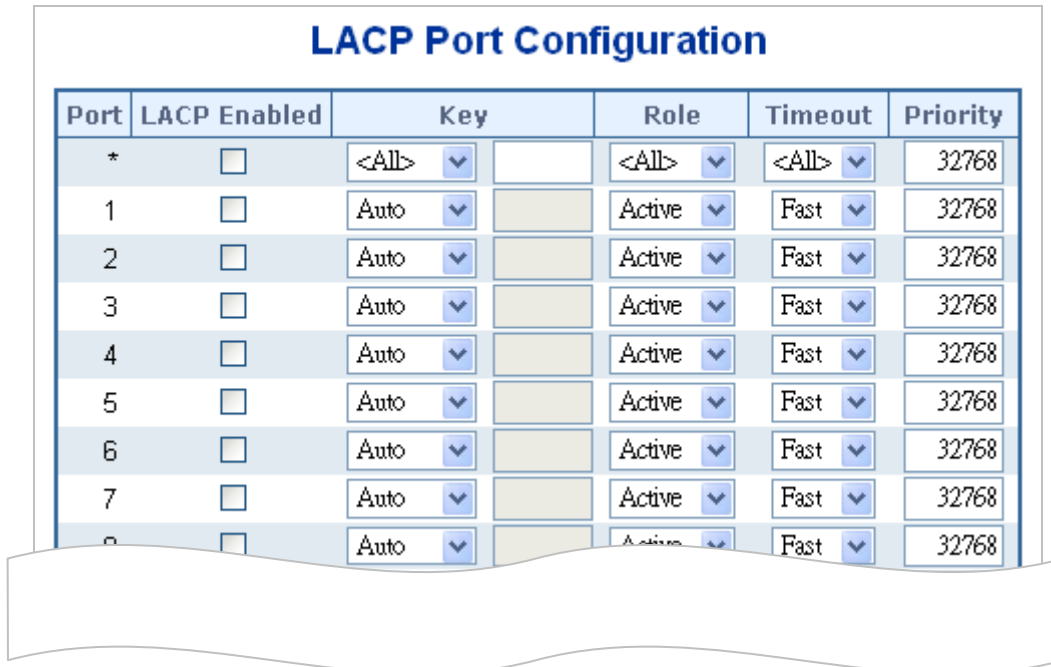 LACP Port Configuration
Port LACP Enabled Key Role Timeout Priority
* <All> <All> <All> 32768
1 Auto Active Fast 32768
2 Auto Active Fast 32768
3 Auto Active Fast 32768
4 Auto Active Fast 32768
5 Auto Active Fast 32768
6 Auto Active Fast 32768
7 Auto Active Fast 32768
Auto Active Fast 32768